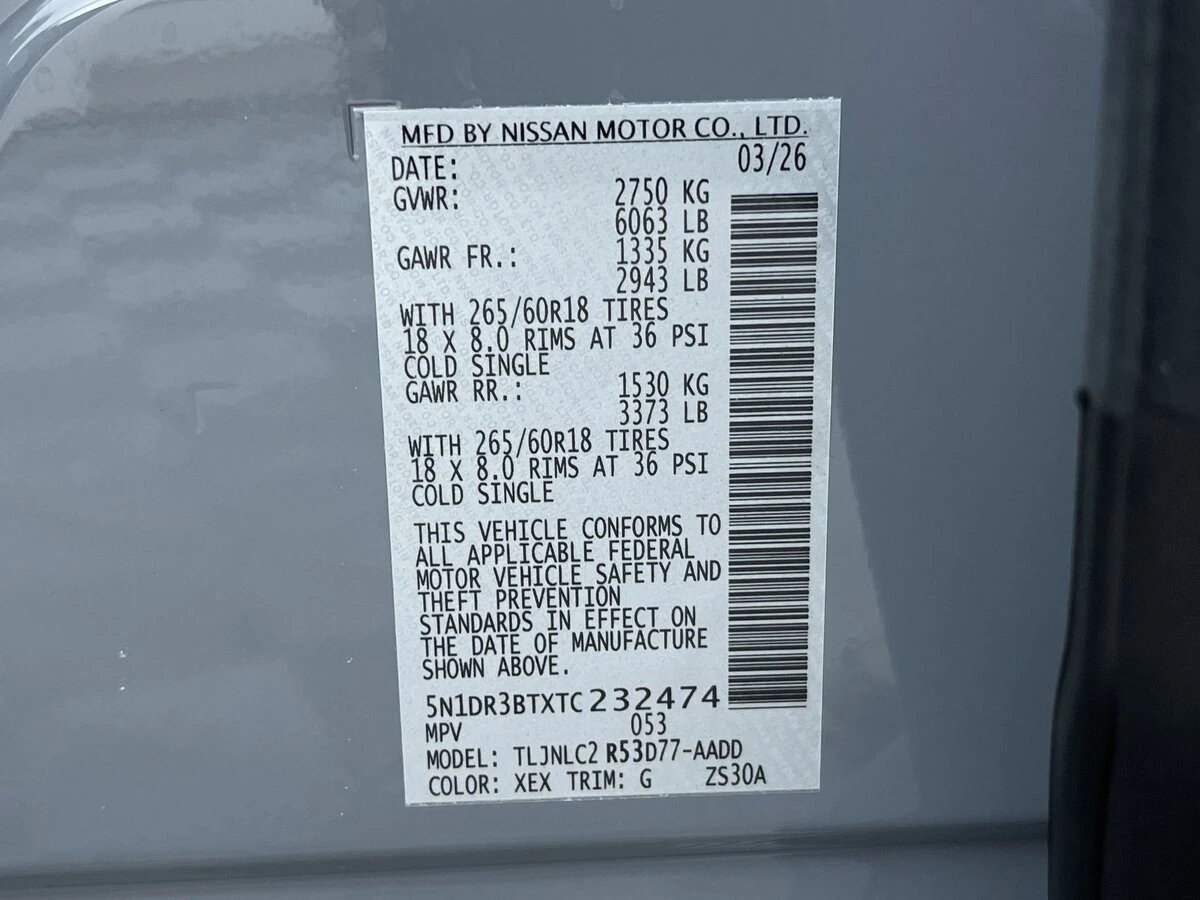 MFD BY NISSAN MOTOR CO., LTD.
DATE: 03/26
GVWR: 2750 KG
6063 LB
GAWR FR.: 1335 KG
2943 LB
WITH 265/60R18 TIRES
18 X 8.0 RIMS AT 36 PSI
COLD SINGLE
GAWR RR.: 1530 KG
3373 LB
WITH 265/60R18 TIRES
18 X 8.0 RIMS AT 36 PSI
COLD SINGLE
THIS VEHICLE CONFORMS TO
ALL APPLICABLE FEDERAL
MOTOR VEHICLE SAFETY AND
THEFT PREVENTION
STANDARDS IN EFFECT ON
THE DATE OF MANUFACTURE
SHOWN ABOVE.
5N1DR3BTXTC232474
MPV 053
MODEL: TLJNLC2 R53D77-AADD
COLOR: XEX TRIM: G ZS30A